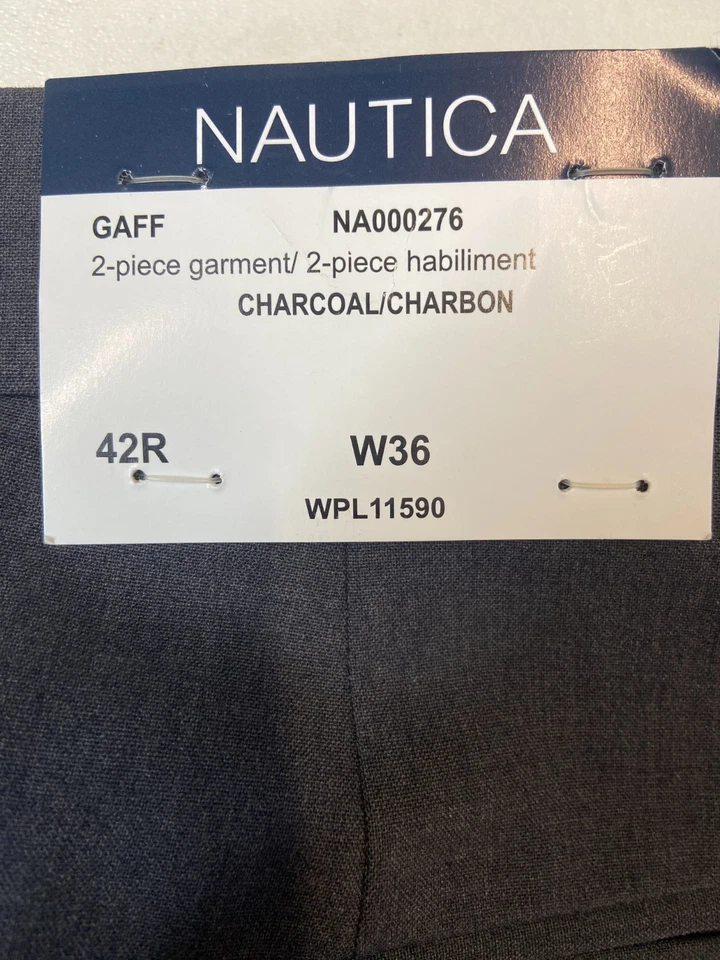 NAUTICA
GAFF NA000276
2-piece garment/ 2-piece habiliment
CHARCOAL/CHARBON
42R W36
WPL11590